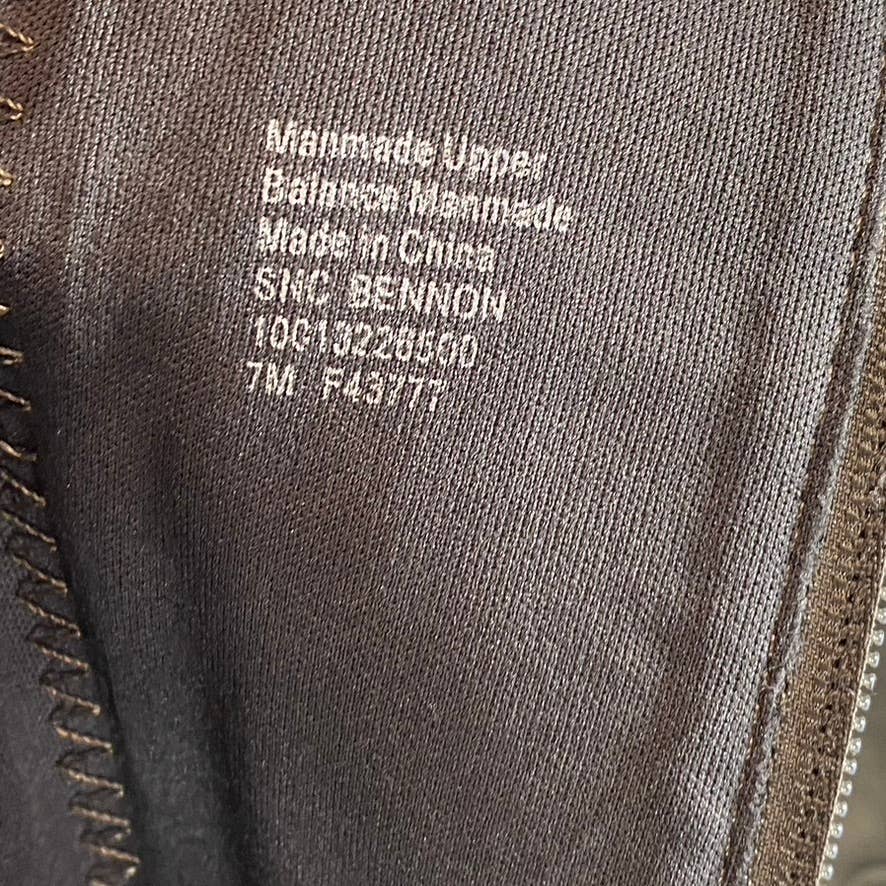 Manmade Upper
Balance Manmade
Made in China
SNC BENNON
10013228500
7M F43777